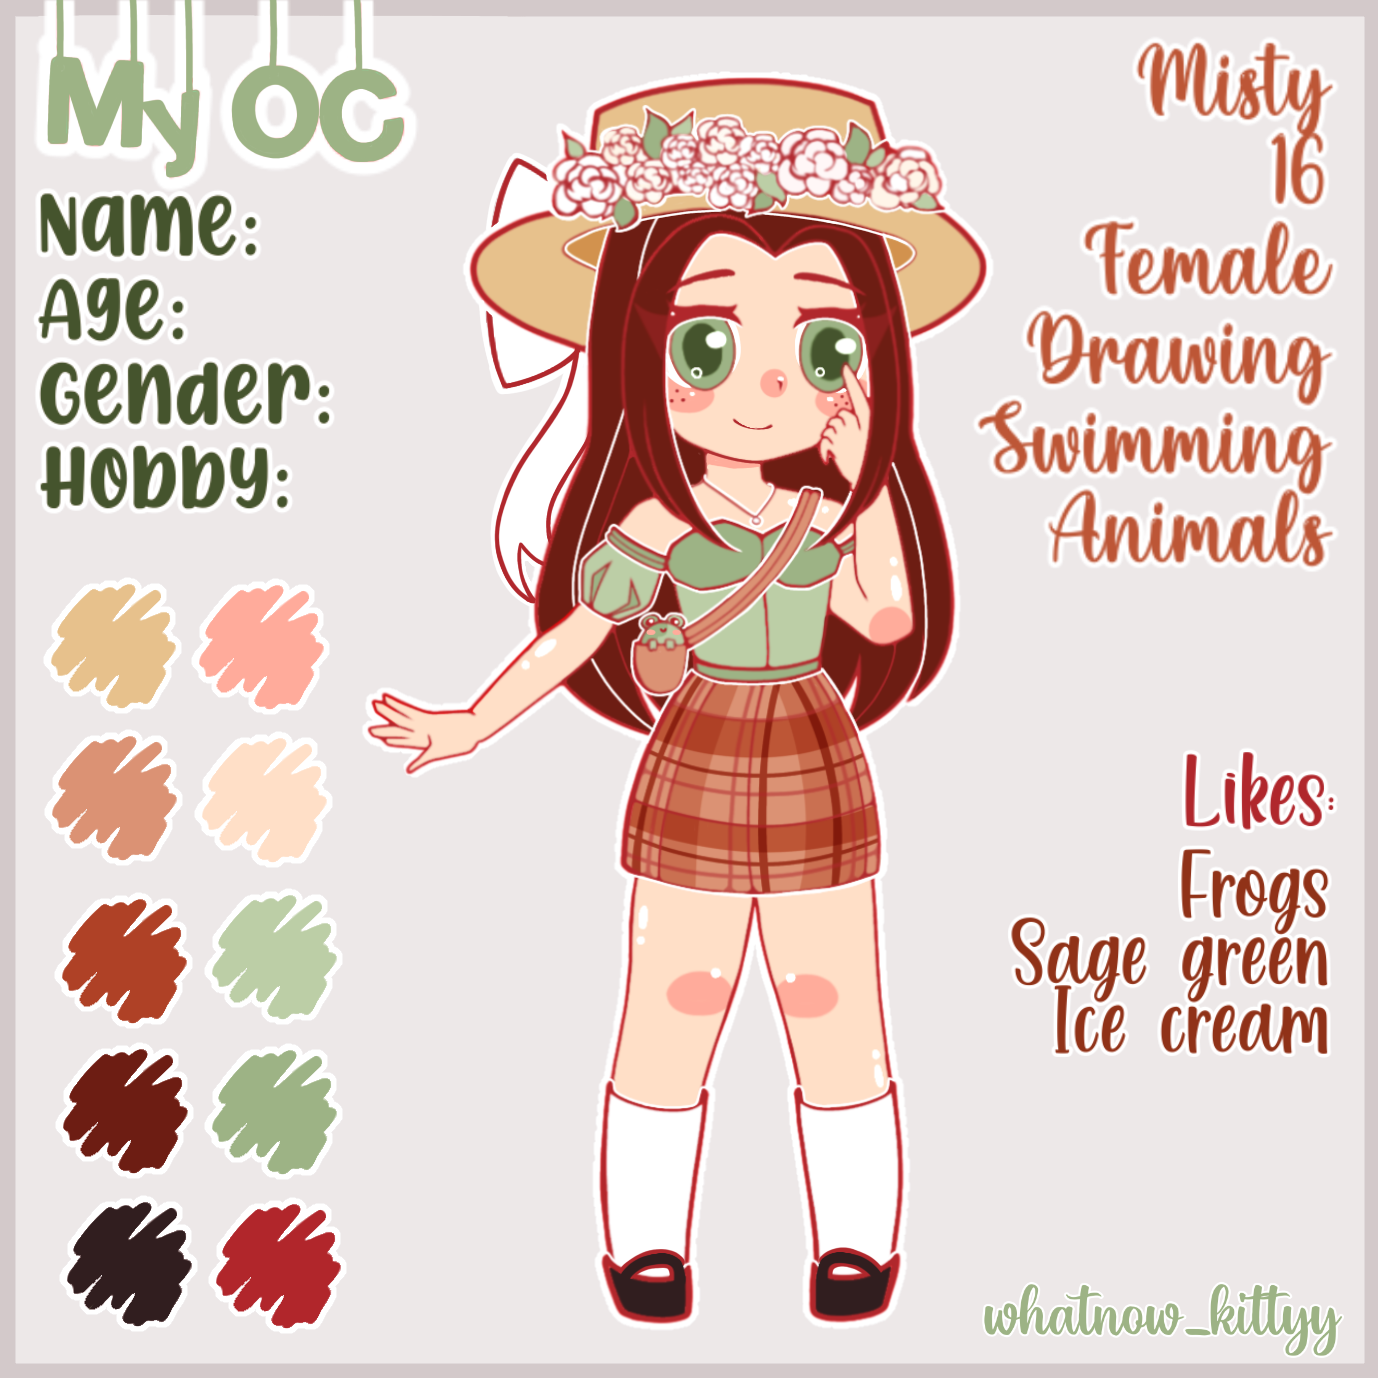 My OC
Name:
Age:
Gender:
Hobby:
Misty
16
Female
Drawing
Swimming
Animals
Likes:
Frogs
Sage green
Ice cream
whatnow_kittyy